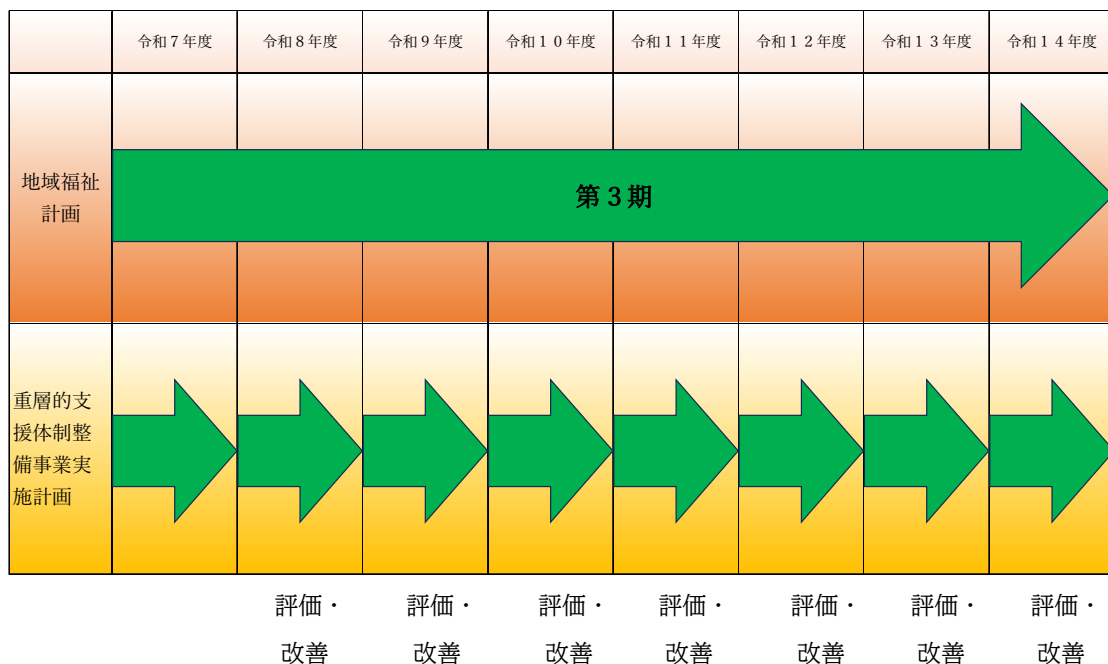 令和７年度 令和８年度 令和９年度 令和１０年度 令和１１年度 令和１２年度 令和１３年度 令和１４年度
地域福祉
計画
第３期
重層的支
援体制整
備事業実
施計画
評価・ 評価・ 評価・ 評価・ 評価・ 評価・ 評価・
改善 改善 改善 改善 改善 改善 改善